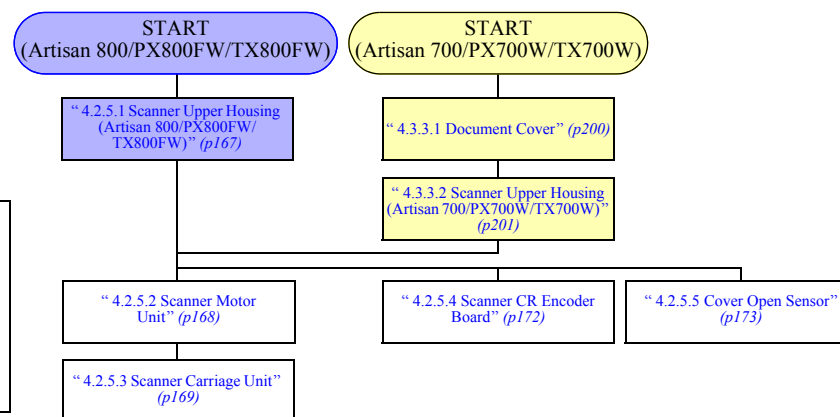 START
(Artisan 800/PX800FW/TX800FW)
START
(Artisan 700/PX700W/TX700W)
“ 4.2.5.1 Scanner Upper Housing
(Artisan 800/PX800FW/
TX800FW)” (p167)
“ 4.3.3.1 Document Cover” (p200)
“ 4.3.3.2 Scanner Upper Housing
(Artisan 700/PX700W/TX700W)”
(p201)
“ 4.2.5.2 Scanner Motor
Unit” (p168)
“ 4.2.5.4 Scanner CR Encoder
Board” (p172)
“ 4.2.5.5 Cover Open Sensor”
(p173)
“ 4.2.5.3 Scanner Carriage Unit”
(p169)